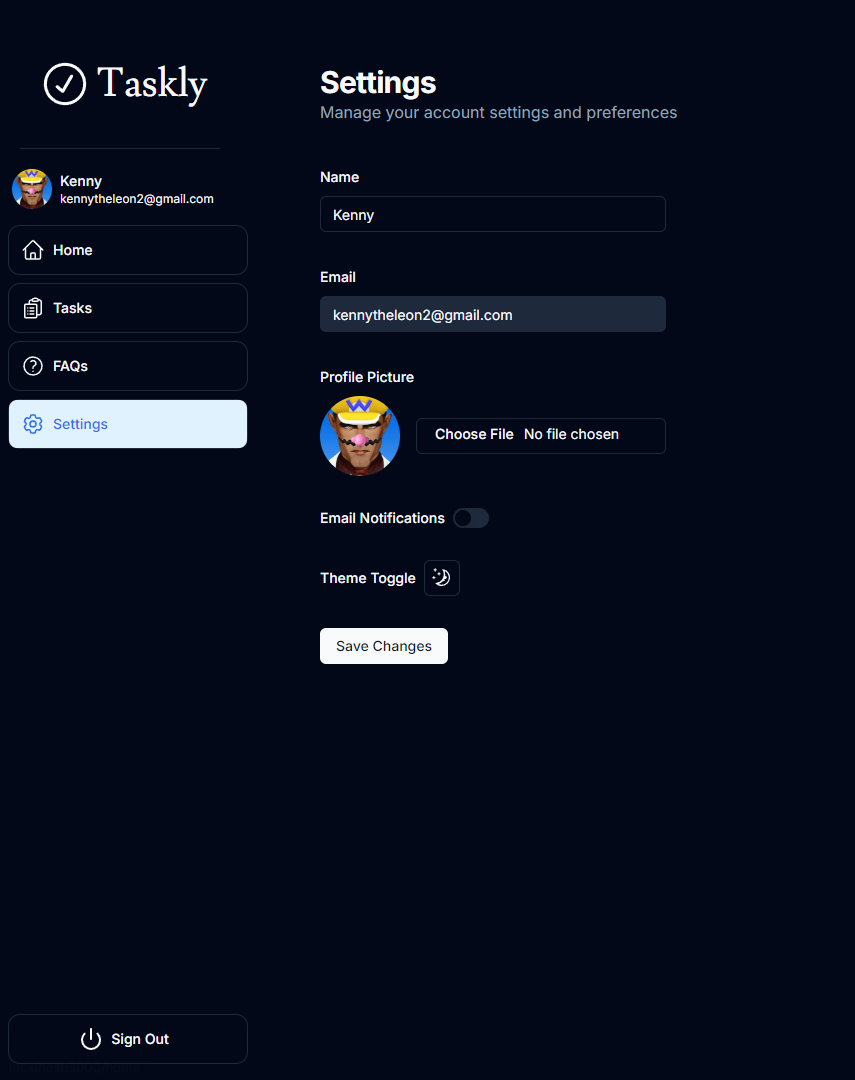 Taskly
Kenny
kennytheleon2@gmail.com
Home
Tasks
FAQs
Settings
Sign Out
Settings
Manage your account settings and preferences
Name
Kenny
Email
kennytheleon2@gmail.com
Profile Picture
Choose File No file chosen
Email Notifications
Theme Toggle
Save Changes